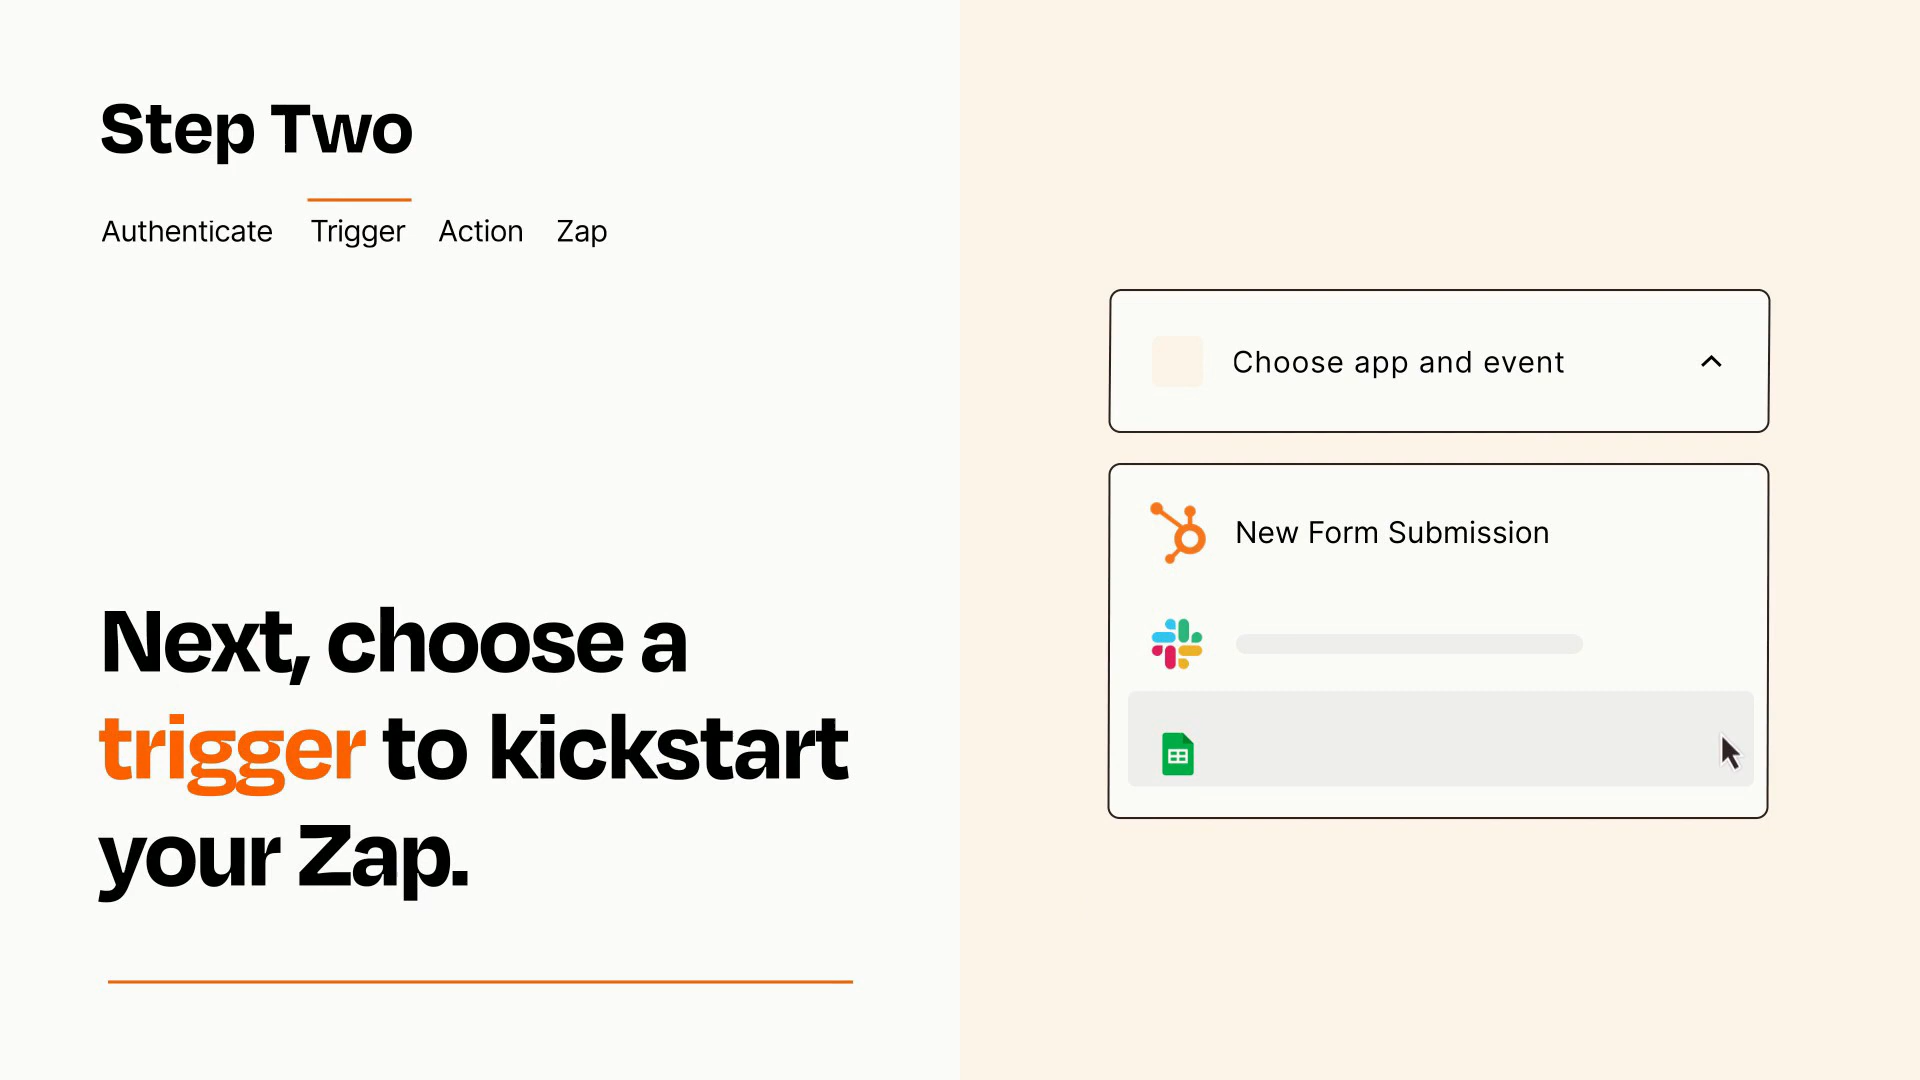 Step Two
Authenticate Trigger Action Zap
Next, choose a
trigger to kickstart
your Zap.
Choose app and event
New Form Submission